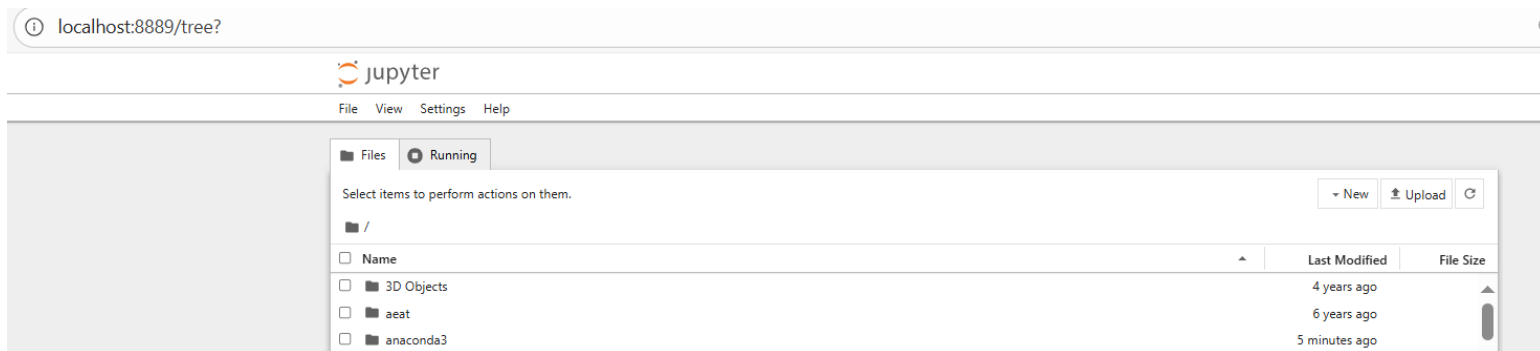 localhost:8889/tree?
jupyter
File View Settings Help
Files Running
Select items to perform actions on them. New Upload
/
Name Last Modified File Size
3D Objects 4 years ago
aeat 6 years ago
anaconda3 5 minutes ago